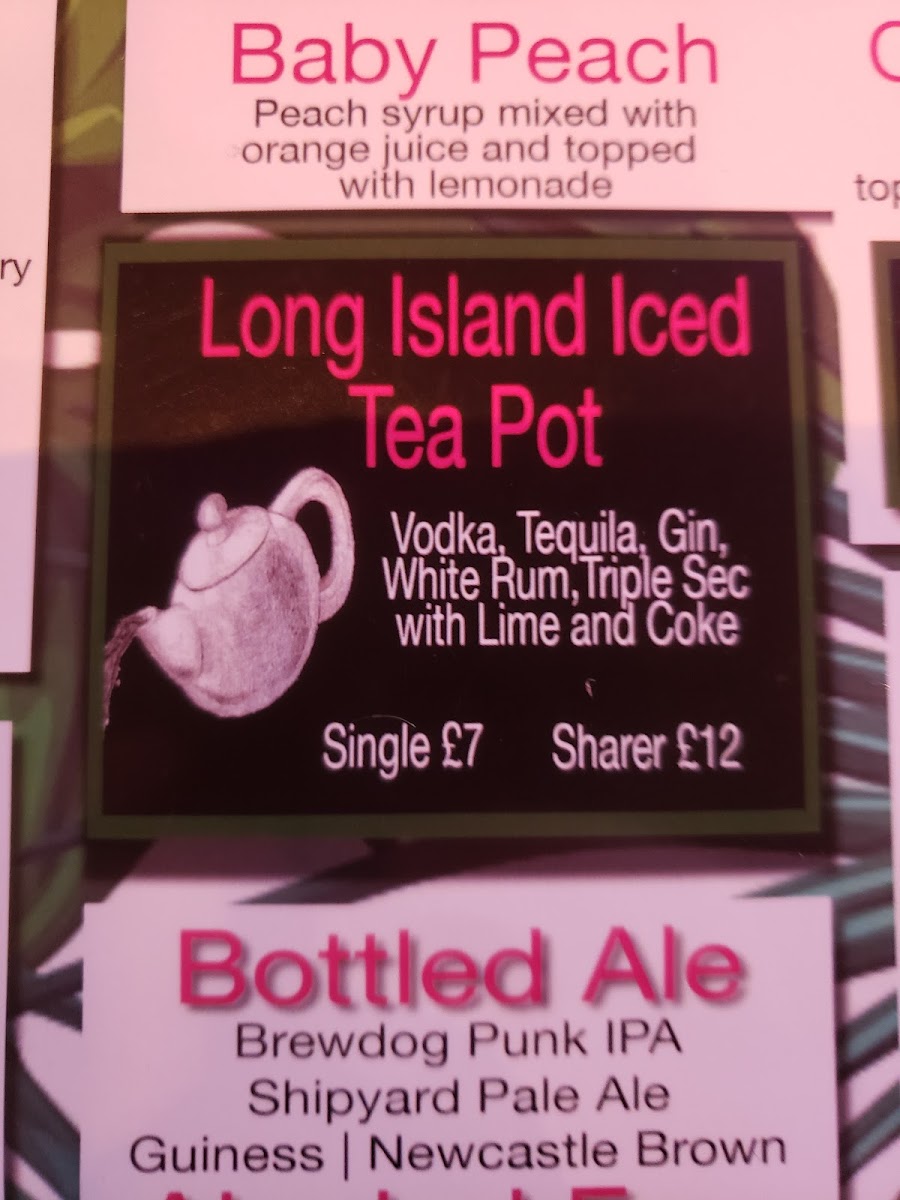 Baby Peach
Peach syrup mixed with
orange juice and topped
with lemonade
ry
Long Island Iced
Tea Pot
Vodka, Tequila, Gin,
White Rum, Triple Sec
with Lime and Coke
Single £7 Sharer £12
Bottled Ale
Brewdog Punk IPA
Shipyard Pale Ale
Guiness | Newcastle Brown